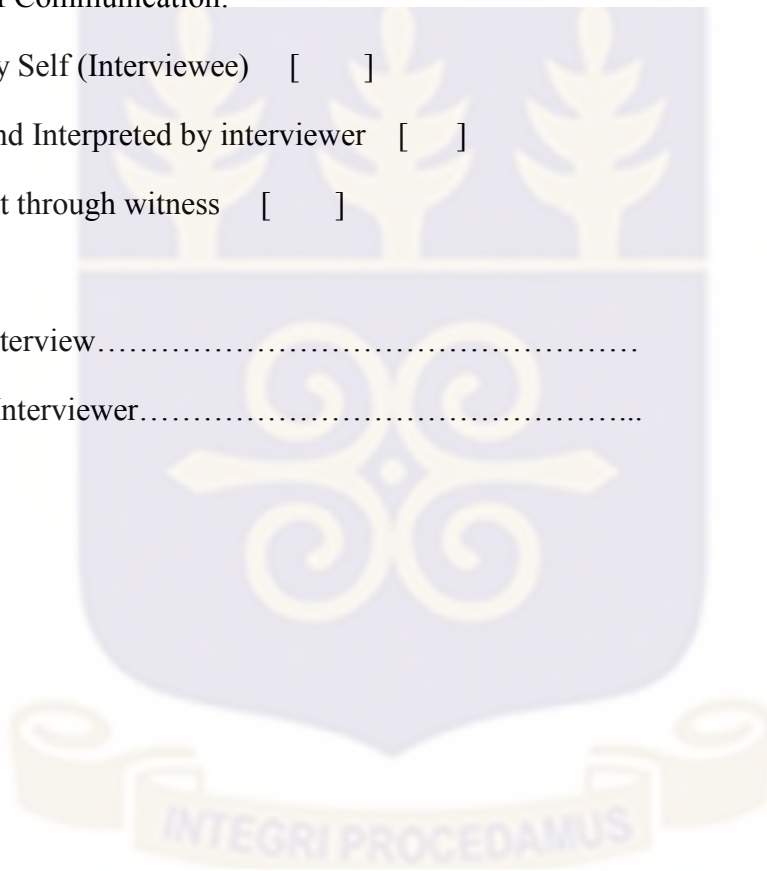 f Communication:
y Self (Interviewee) [ ]
nd Interpreted by interviewer [ ]
t through witness [ ]
terview……………………………………………
Interviewer…………………………………………...
INTEGRI PROCEDAMUS